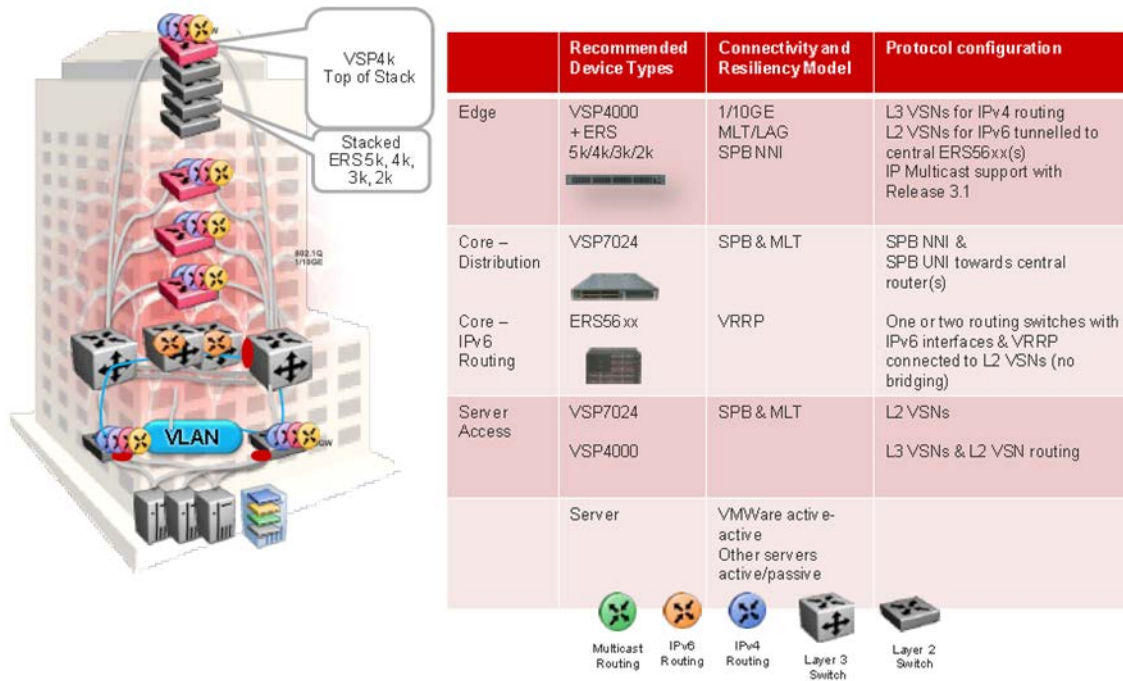 VSP4k
Top of Stack
Stacked
ERS5k, 4k,
3k, 2k
802.1Q
1/10GE
VLAN
Recommended
Device Types
Connectivity and
Resiliency Model
Protocol configuration
Edge
VSP4000
+ ERS
5k/4k/3k/2k
1/10GE
MLT/LAG
SPB NNI
L3 VSNs for IPv4 routing
L2 VSNs for IPv6 tunnelled to
central ERS56xx(s)
IP Multicast support with
Release 3.1
Core –
Distribution
VSP7024
SPB & MLT
SPB NNI &
SPB UNI towards central
router(s)
Core –
IPv6
Routing
ERS56xx
VRRP
One or two routing switches with
IPv6 interfaces & VRRP
connected to L2 VSNs (no
bridging)
Server
Access
VSP7024
SPB & MLT
L2 VSNs
VSP4000
L3 VSNs & L2 VSN routing
Server
VMWare active-
active
Other servers
active/passive
Multicast
Routing
IPv6
Routing
IPv4
Routing
Layer 3
Switch
Layer 2
Switch